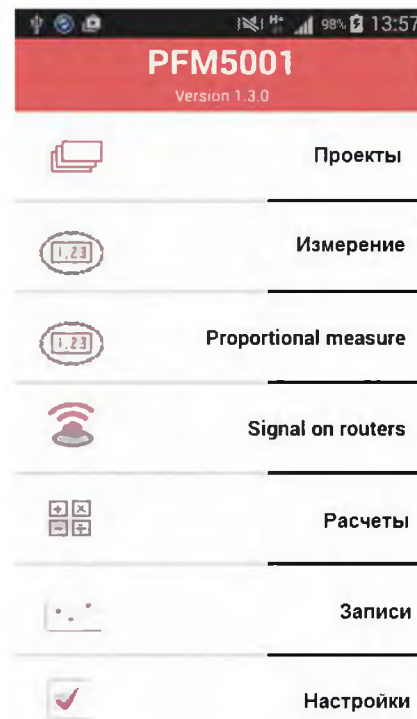 98% 13:57
PFM5001
Version 1.3.0
Проекты
1.23
Измерение
1.23
Proportional measure
Signal on routers
Расчеты
Записи
Настройки